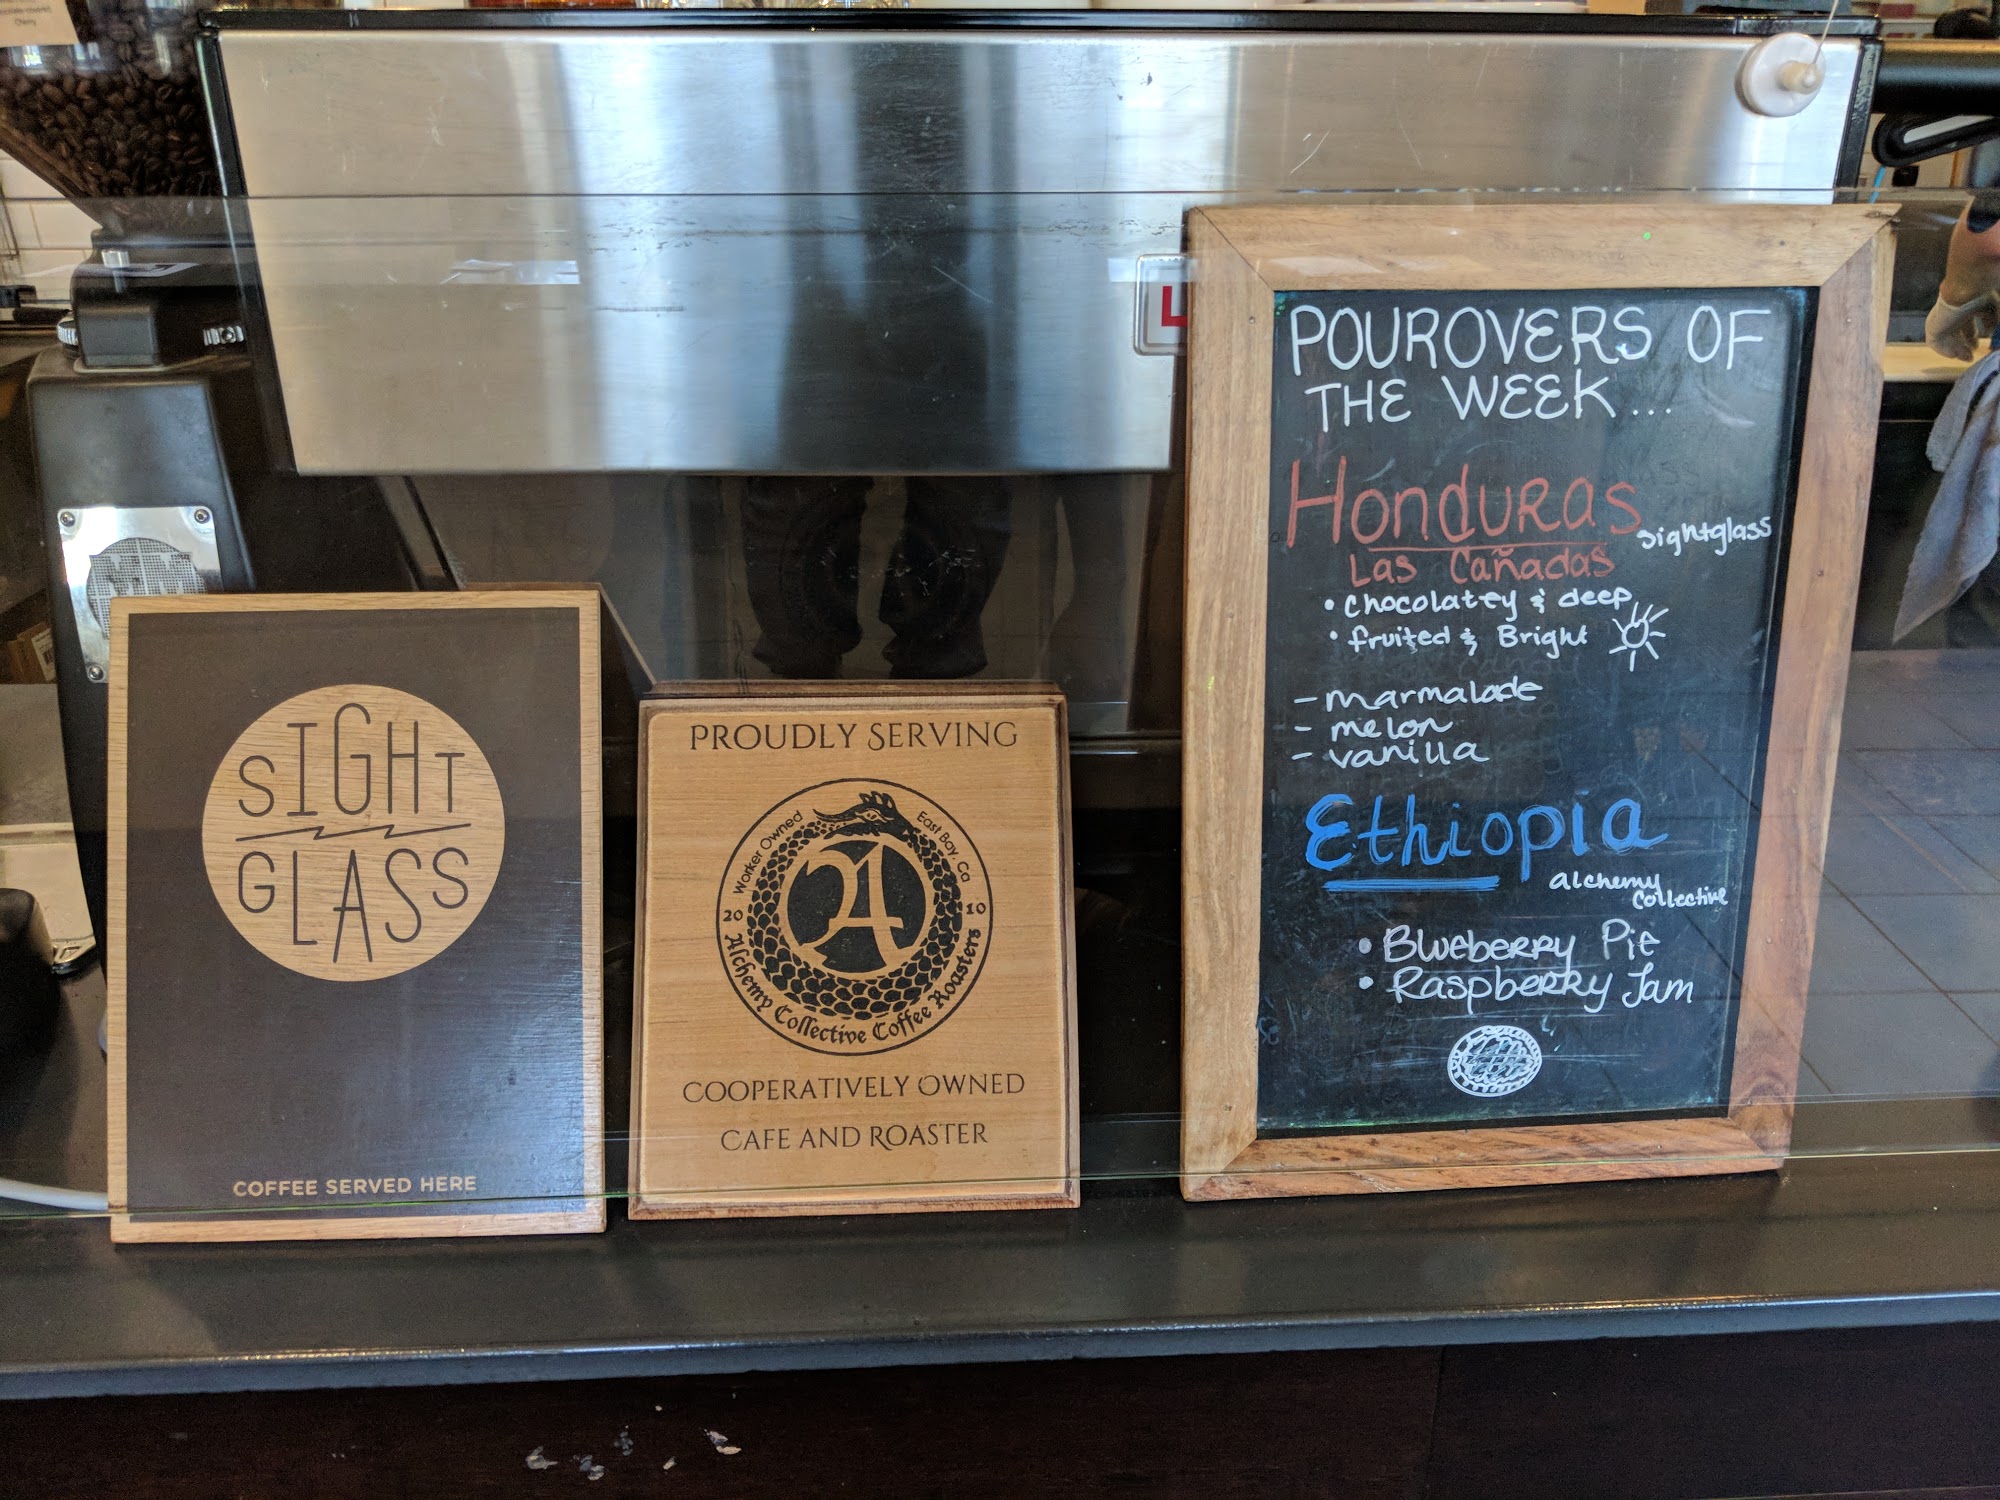 SIGHT
GLASS
COFFEE SERVED HERE
PROUDLY SERVING
Worker Owned
East Bay, Ca
20 10
Alchemy Collective Coffee Roasters
COOPERATIVELY OWNED
CAFE AND ROASTER
L
POUROVERS OF
THE WEEK...
Honduras
sightglass
Las Cañadas
• chocolatey & deep
• fruited & Bright
- marmalade
- melon
- vanilla
Ethiopia
alchemy
collective
• Blueberry Pie
• Raspberry Jam